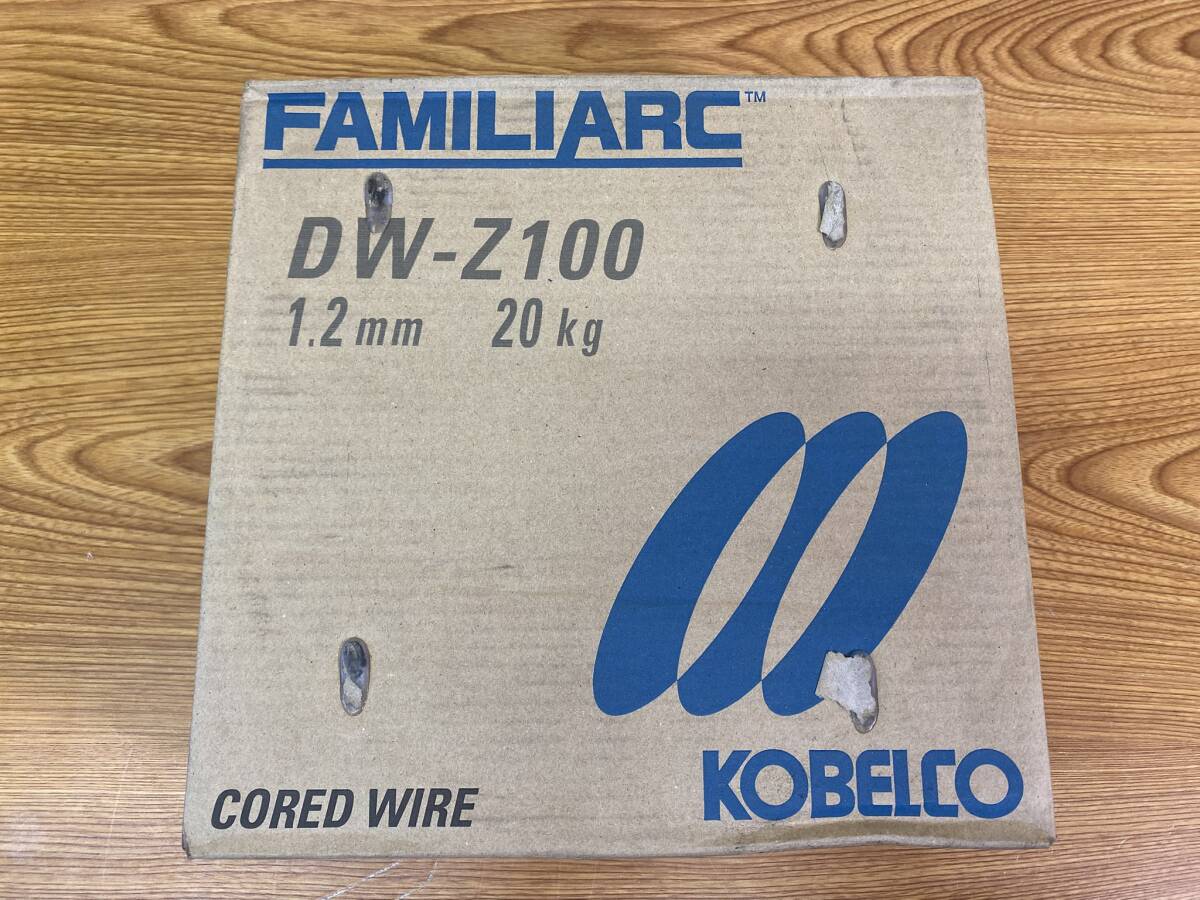 FAMILIARC™
DW-Z100
1.2 mm 20 kg
KOBELCO
CORED WIRE